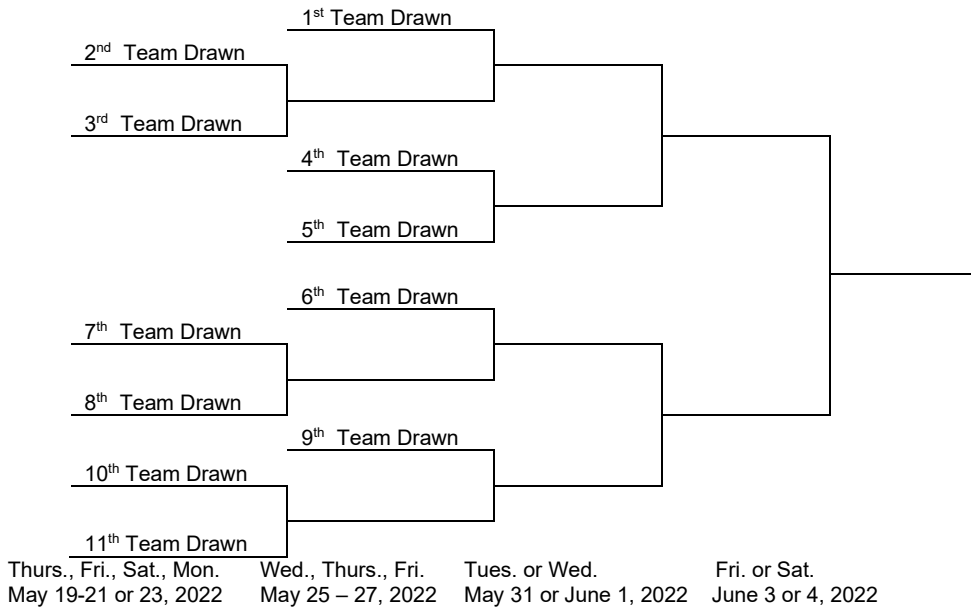 1st Team Drawn
2nd Team Drawn
3rd Team Drawn
4th Team Drawn
5th Team Drawn
6th Team Drawn
7th Team Drawn
8th Team Drawn
9th Team Drawn
10th Team Drawn
11th Team Drawn
Thurs., Fri., Sat., Mon. Wed., Thurs., Fri. Tues. or Wed. Fri. or Sat.
May 19-21 or 23, 2022 May 25 – 27, 2022 May 31 or June 1, 2022 June 3 or 4, 2022